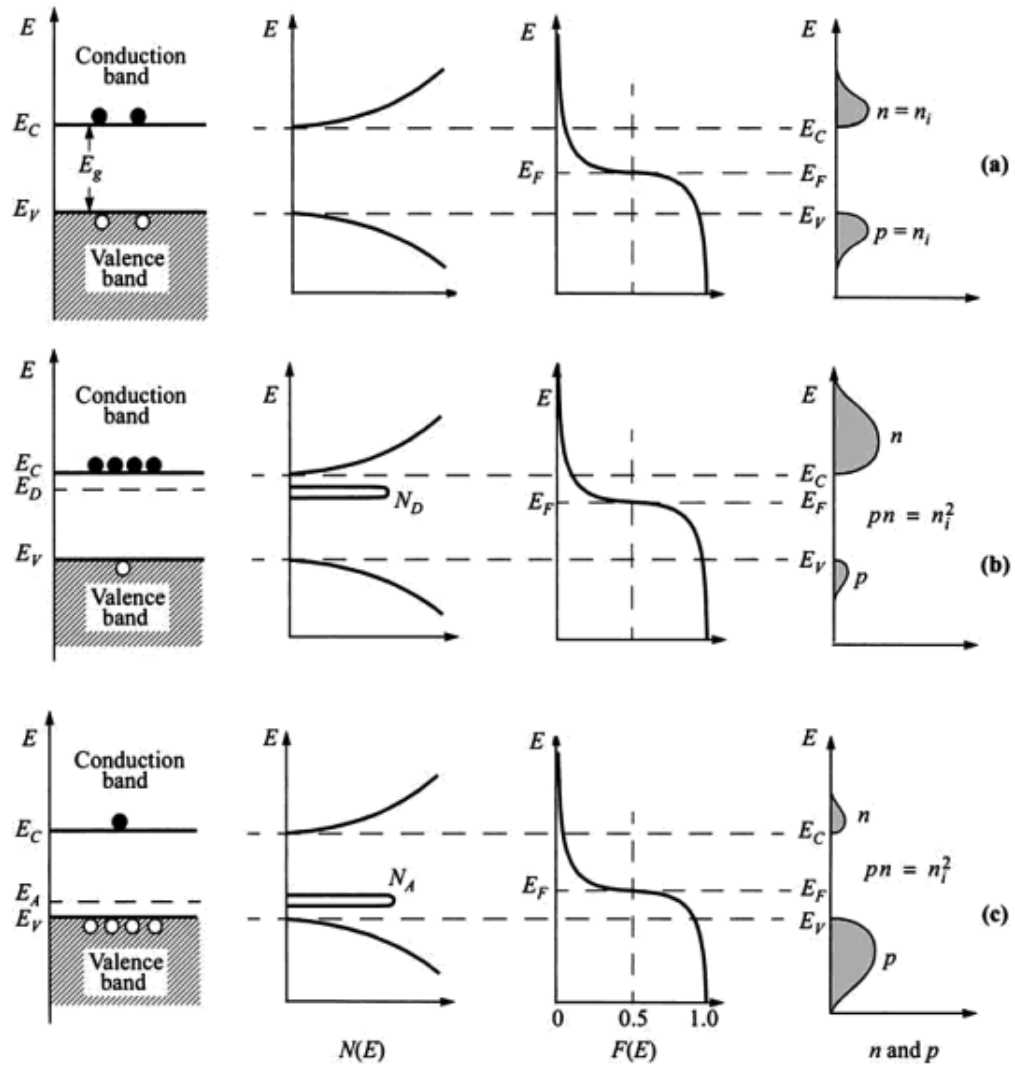 E
Conduction
band
E_C
E_g
E_V
Valence
band
E
E
E_F
E
n = n_i
E_C
E_F
E_V
p = n_i
(a)
E
Conduction
band
E_C
E_D
E_V
Valence
band
E
N_D
E
E_F
E
n
E_C
E_F
pn = n_i^2
E_V
p
(b)
E
Conduction
band
E_C
E_A
E_V
Valence
band
E
N_A
E
E_F
0 0.5 1.0
E
n
E_C
pn = n_i^2
E_F
E_V
p
(c)
N(E) F(E) n and p